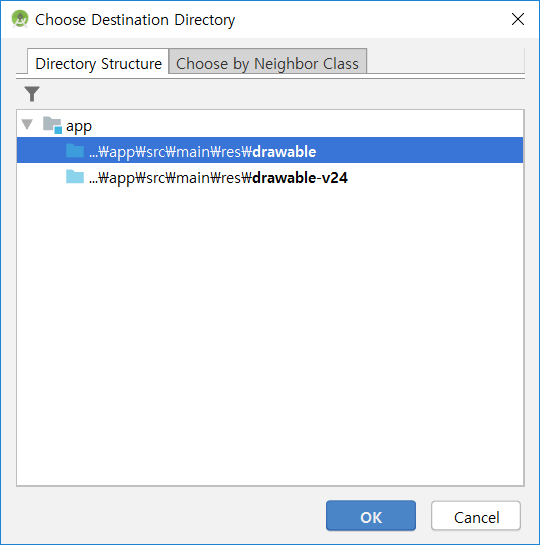 Choose Destination Directory
Directory Structure
Choose by Neighbor Class
app
...₩app₩src₩main₩res₩drawable
...₩app₩src₩main₩res₩drawable-v24
OK
Cancel